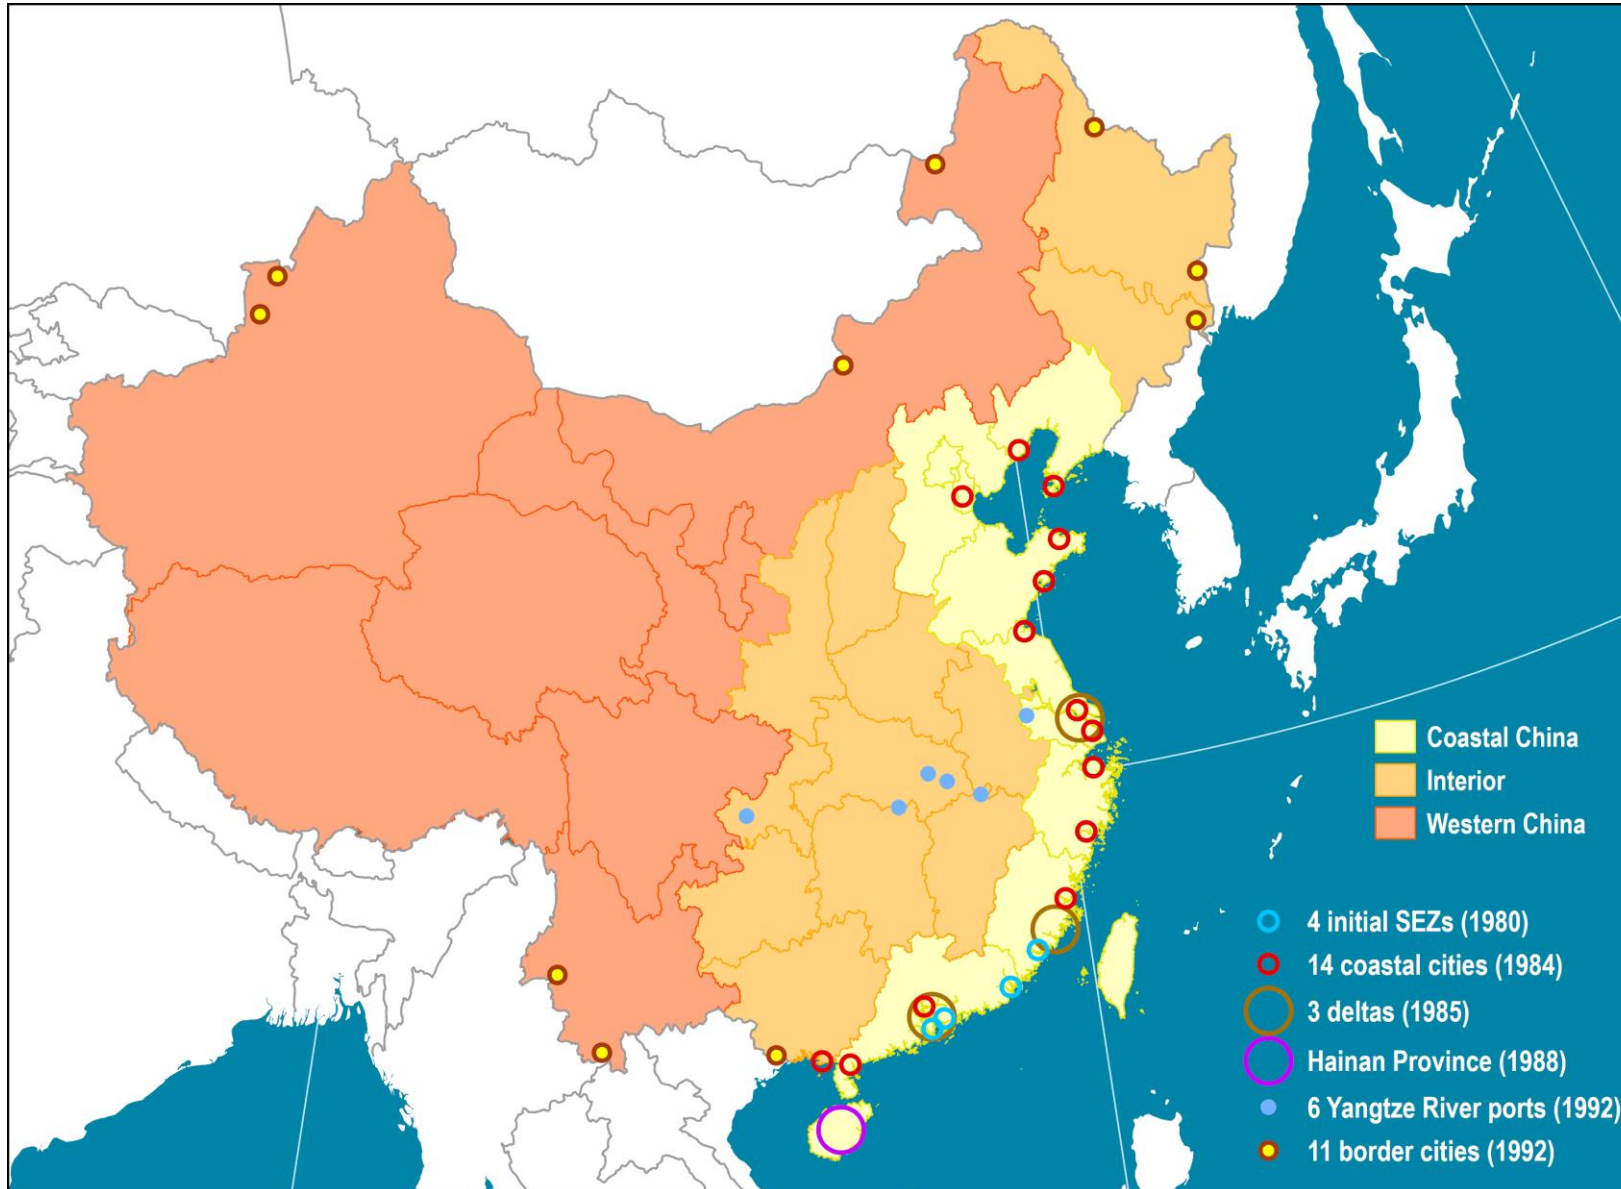 Coastal China
Interior
Western China
4 initial SEZs (1980)
14 coastal cities (1984)
3 deltas (1985)
Hainan Province (1988)
6 Yangtze River ports (1992)
11 border cities (1992)